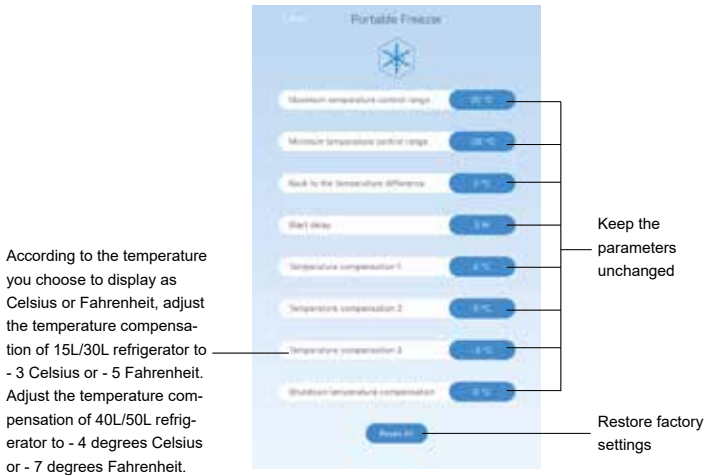 Portable Freezer
Maximum temperature control range
Minimum temperature control range
-20 °C
Back to the temperature difference
Start delay
Temperature compensation 1
Temperature compensation 2
Temperature compensation 3
Shutdown temperature compensation
Reset All
According to the temperature
you choose to display as
Celsius or Fahrenheit, adjust
the temperature compensa-
tion of 15L/30L refrigerator to
- 3 Celsius or - 5 Fahrenheit.
Adjust the temperature com-
pensation of 40L/50L refrig-
erator to - 4 degrees Celsius
or - 7 degrees Fahrenheit.
Keep the
parameters
unchanged
Restore factory
settings